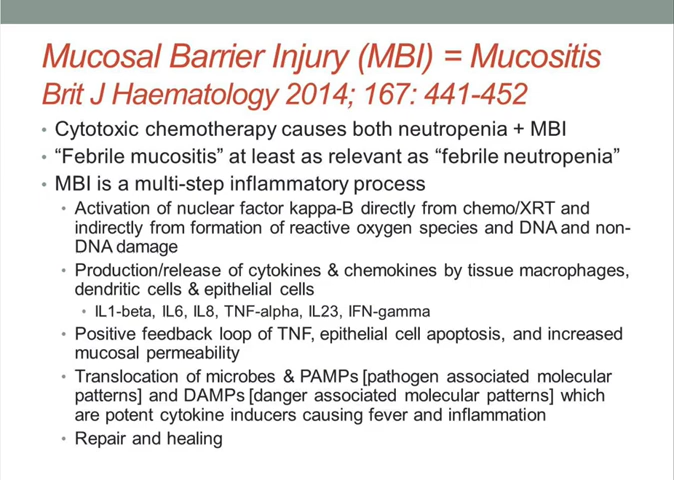 Mucosal Barrier Injury (MBI) = Mucositis
Brit J Haematology 2014; 167: 441-452
• Cytotoxic chemotherapy causes both neutropenia + MBI
• “Febrile mucositis” at least as relevant as “febrile neutropenia”
• MBI is a multi-step inflammatory process
• Activation of nuclear factor kappa-B directly from chemo/XRT and
indirectly from formation of reactive oxygen species and DNA and non-
DNA damage
• Production/release of cytokines & chemokines by tissue macrophages,
dendritic cells & epithelial cells
• IL1-beta, IL6, IL8, TNF-alpha, IL23, IFN-gamma
• Positive feedback loop of TNF, epithelial cell apoptosis, and increased
mucosal permeability
• Translocation of microbes & PAMPs [pathogen associated molecular
patterns] and DAMPs [danger associated molecular patterns] which
are potent cytokine inducers causing fever and inflammation
• Repair and healing